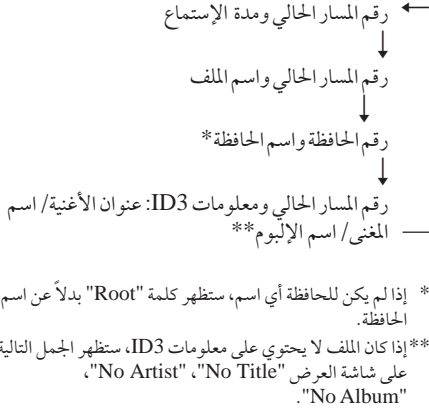 رقم المسار الحالي ومدة الإستماع
رقم المسار الحالي واسم الملف
رقم الحافظة واسم الحافظة*
رقم المسار الحالي ومعلومات ID3: عنوان الأغنية/ اسم
المغنى/ اسم الإلبوم**
* إذا لم يكن للحافظة أي اسم، ستظهر كلمة "Root" بدلاً عن اسم
الحافظة.
**إذا كان الملف لا يحتوي على معلومات ID3، ستظهر الجمل التالية
على شاشة العرض "No Title"، "No Artist"،
"No Album".